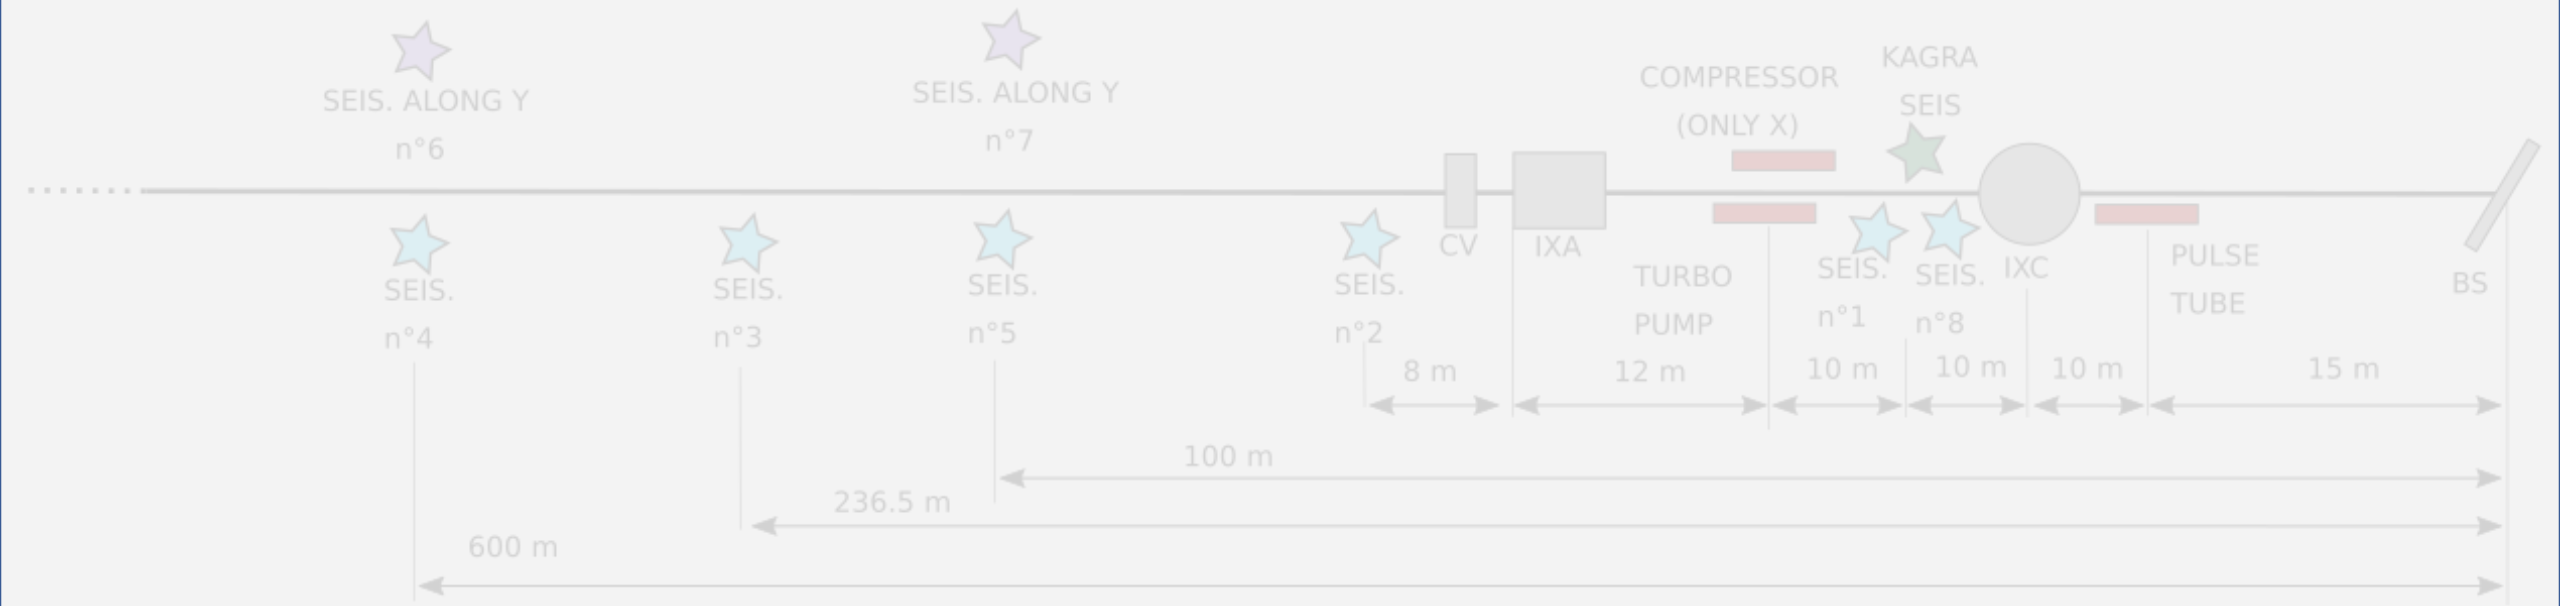 SEIS. ALONG Y
n°6
SEIS. ALONG Y
n°7
COMPRESSOR
(ONLY X)
KAGRA
SEIS
SEIS.
n°4
SEIS.
n°3
SEIS.
n°5
SEIS.
n°2
CV
IXA
TURBO
PUMP
SEIS.
n°1
SEIS.
n°8
IXC
PULSE
TUBE
BS
8 m
12 m
10 m
10 m
10 m
15 m
100 m
236.5 m
600 m